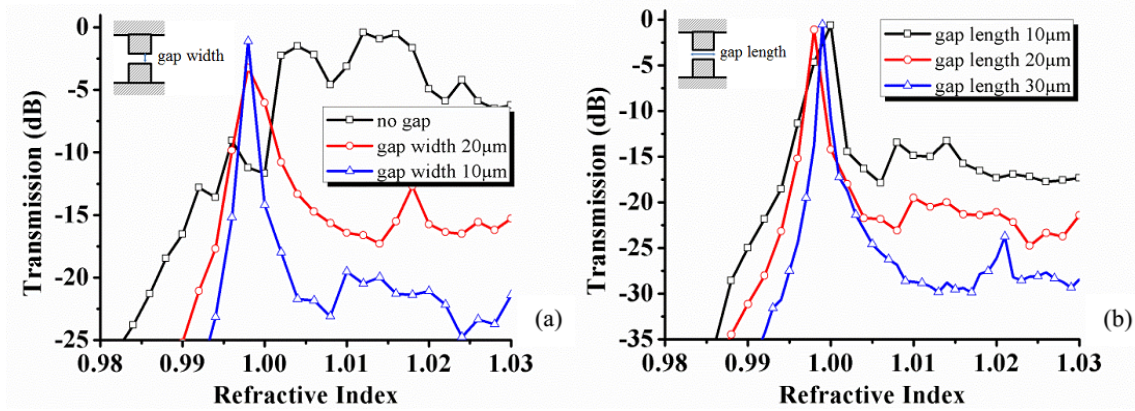 0
-5
-10
-15
-20
-25
Transmission (dB)
0.98 0.99 1.00 1.01 1.02 1.03
Refractive Index
gap width
no gap
gap width 20μm
gap width 10μm
(a)
0
-5
-10
-15
-20
-25
-30
-35
Transmission (dB)
0.98 0.99 1.00 1.01 1.02 1.03
Refractive Index
gap length
gap length 10μm
gap length 20μm
gap length 30μm
(b)